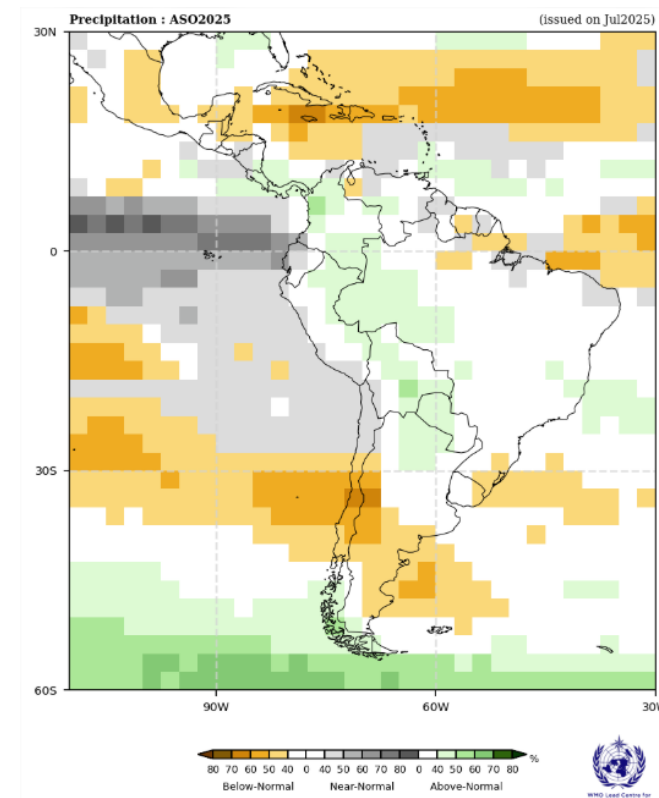 Precipitation : ASO2025 (issued on Jul2025)
30N
0
30S
60S
90W 60W 30W
80 70 60 50 40 0 40 50 60 70 80 0 40 50 60 70 80 %
Below-Normal Near-Normal Above-Normal
WMO Lead Centre for